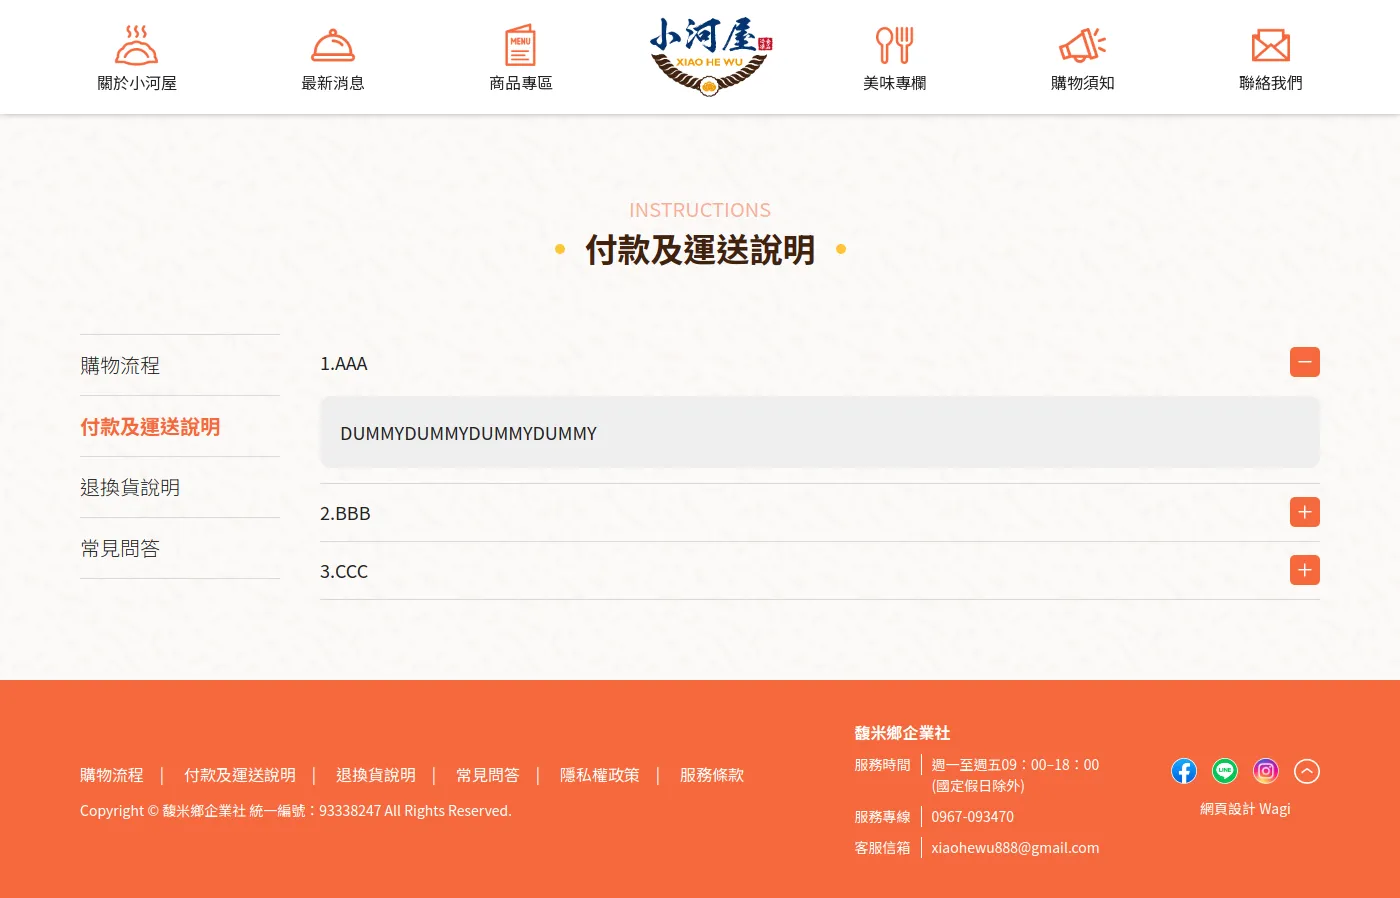 關於小河屋
最新消息
MENU
商品專區
小河屋
XIAO HE WU
美味專欄
購物須知
聯絡我們
INSTRUCTIONS
付款及運送說明
購物流程
付款及運送說明
退換貨說明
常見問答
1.AAA
DUMMYDUMMYDUMMYDUMMY
2.BBB
3.CCC
購物流程 | 付款及運送說明 | 退換貨說明 | 常見問答 | 隱私權政策 | 服務條款
Copyright © 馥米鄉企業社 統一編號：93338247 All Rights Reserved.
馥米鄉企業社
服務時間 週一至週五09：00–18：00
(國定假日除外)
服務專線 0967-093470
客服信箱 xiaohewu888@gmail.com
LINE
網頁設計 Wagi